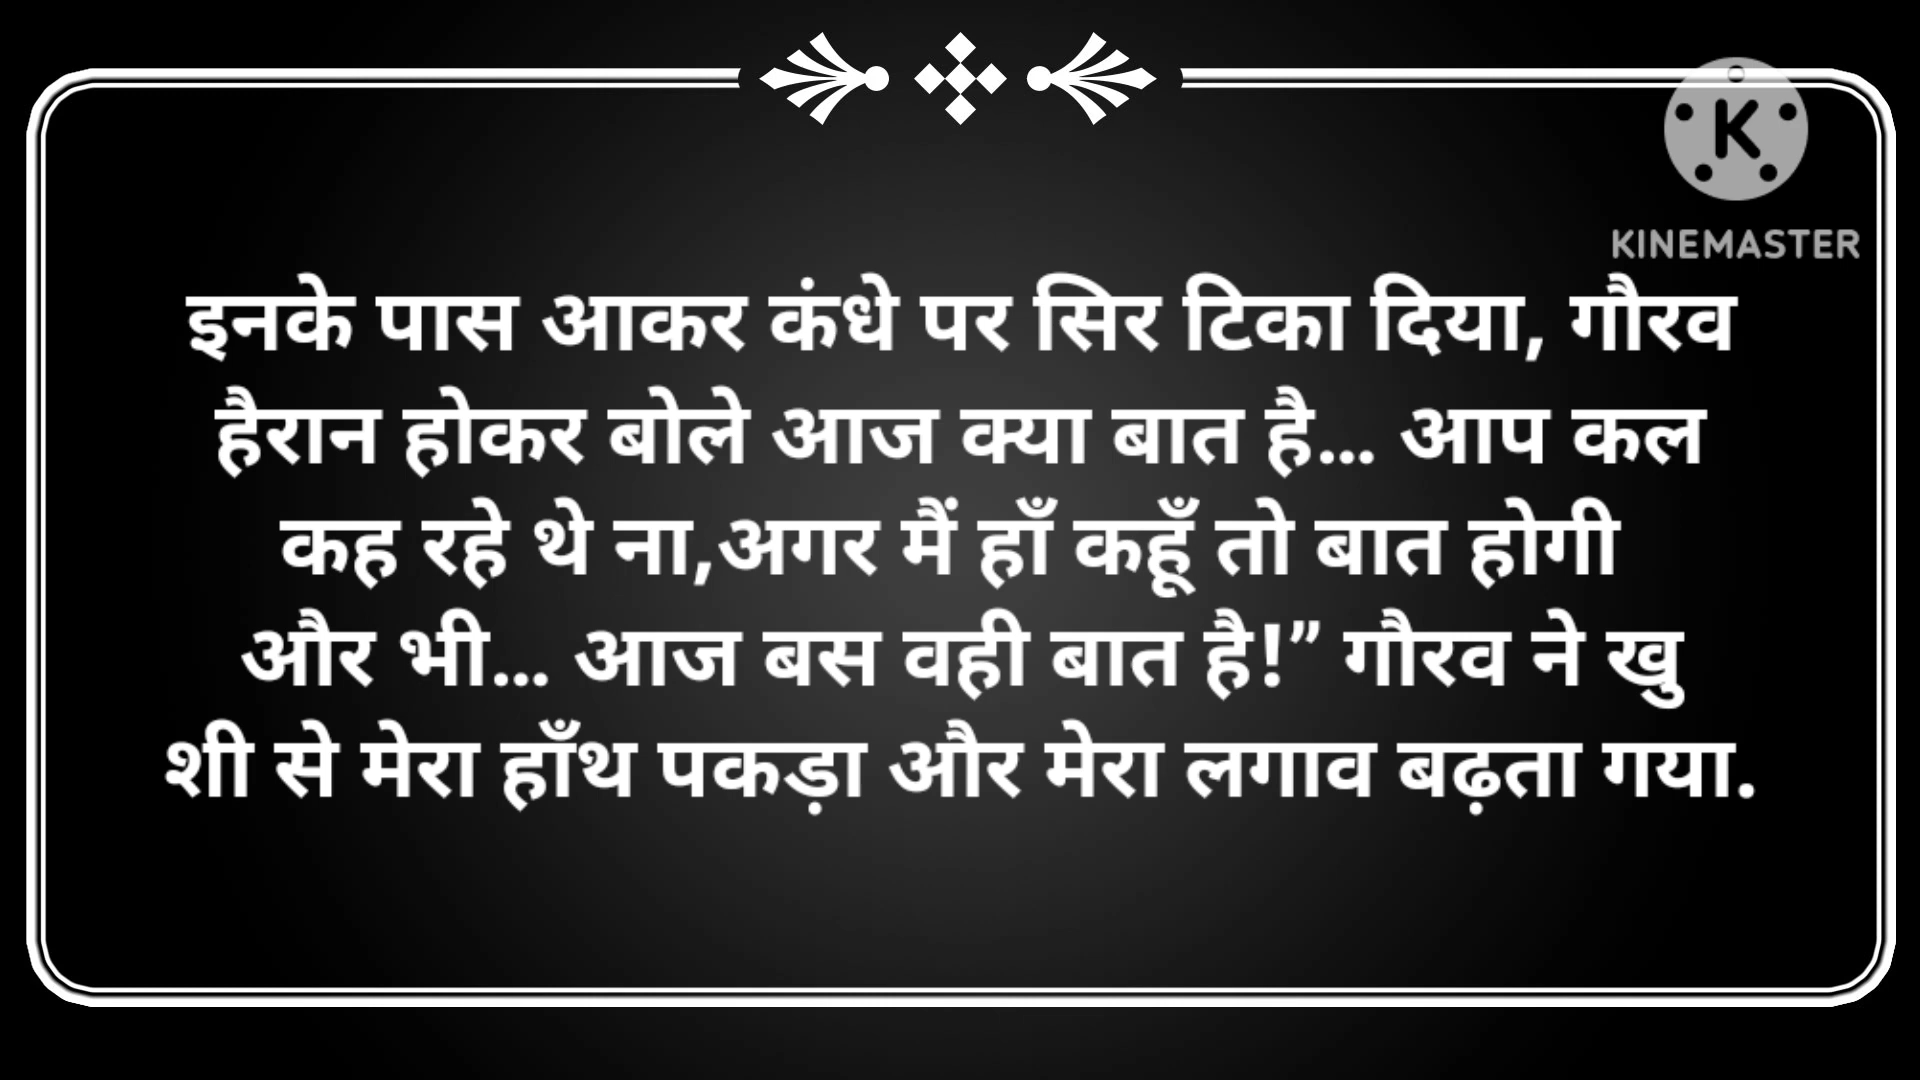 KINEMASTER
इनके पास आकर कंधे पर सिर टिका दिया, गौरव
हैरान होकर बोले आज क्या बात है... आप कल
कह रहे थे ना,अगर मैं हाँ कहूँ तो बात होगी
और भी... आज बस वही बात है!” गौरव ने खु
शी से मेरा हाँथ पकड़ा और मेरा लगाव बढ़ता गया.